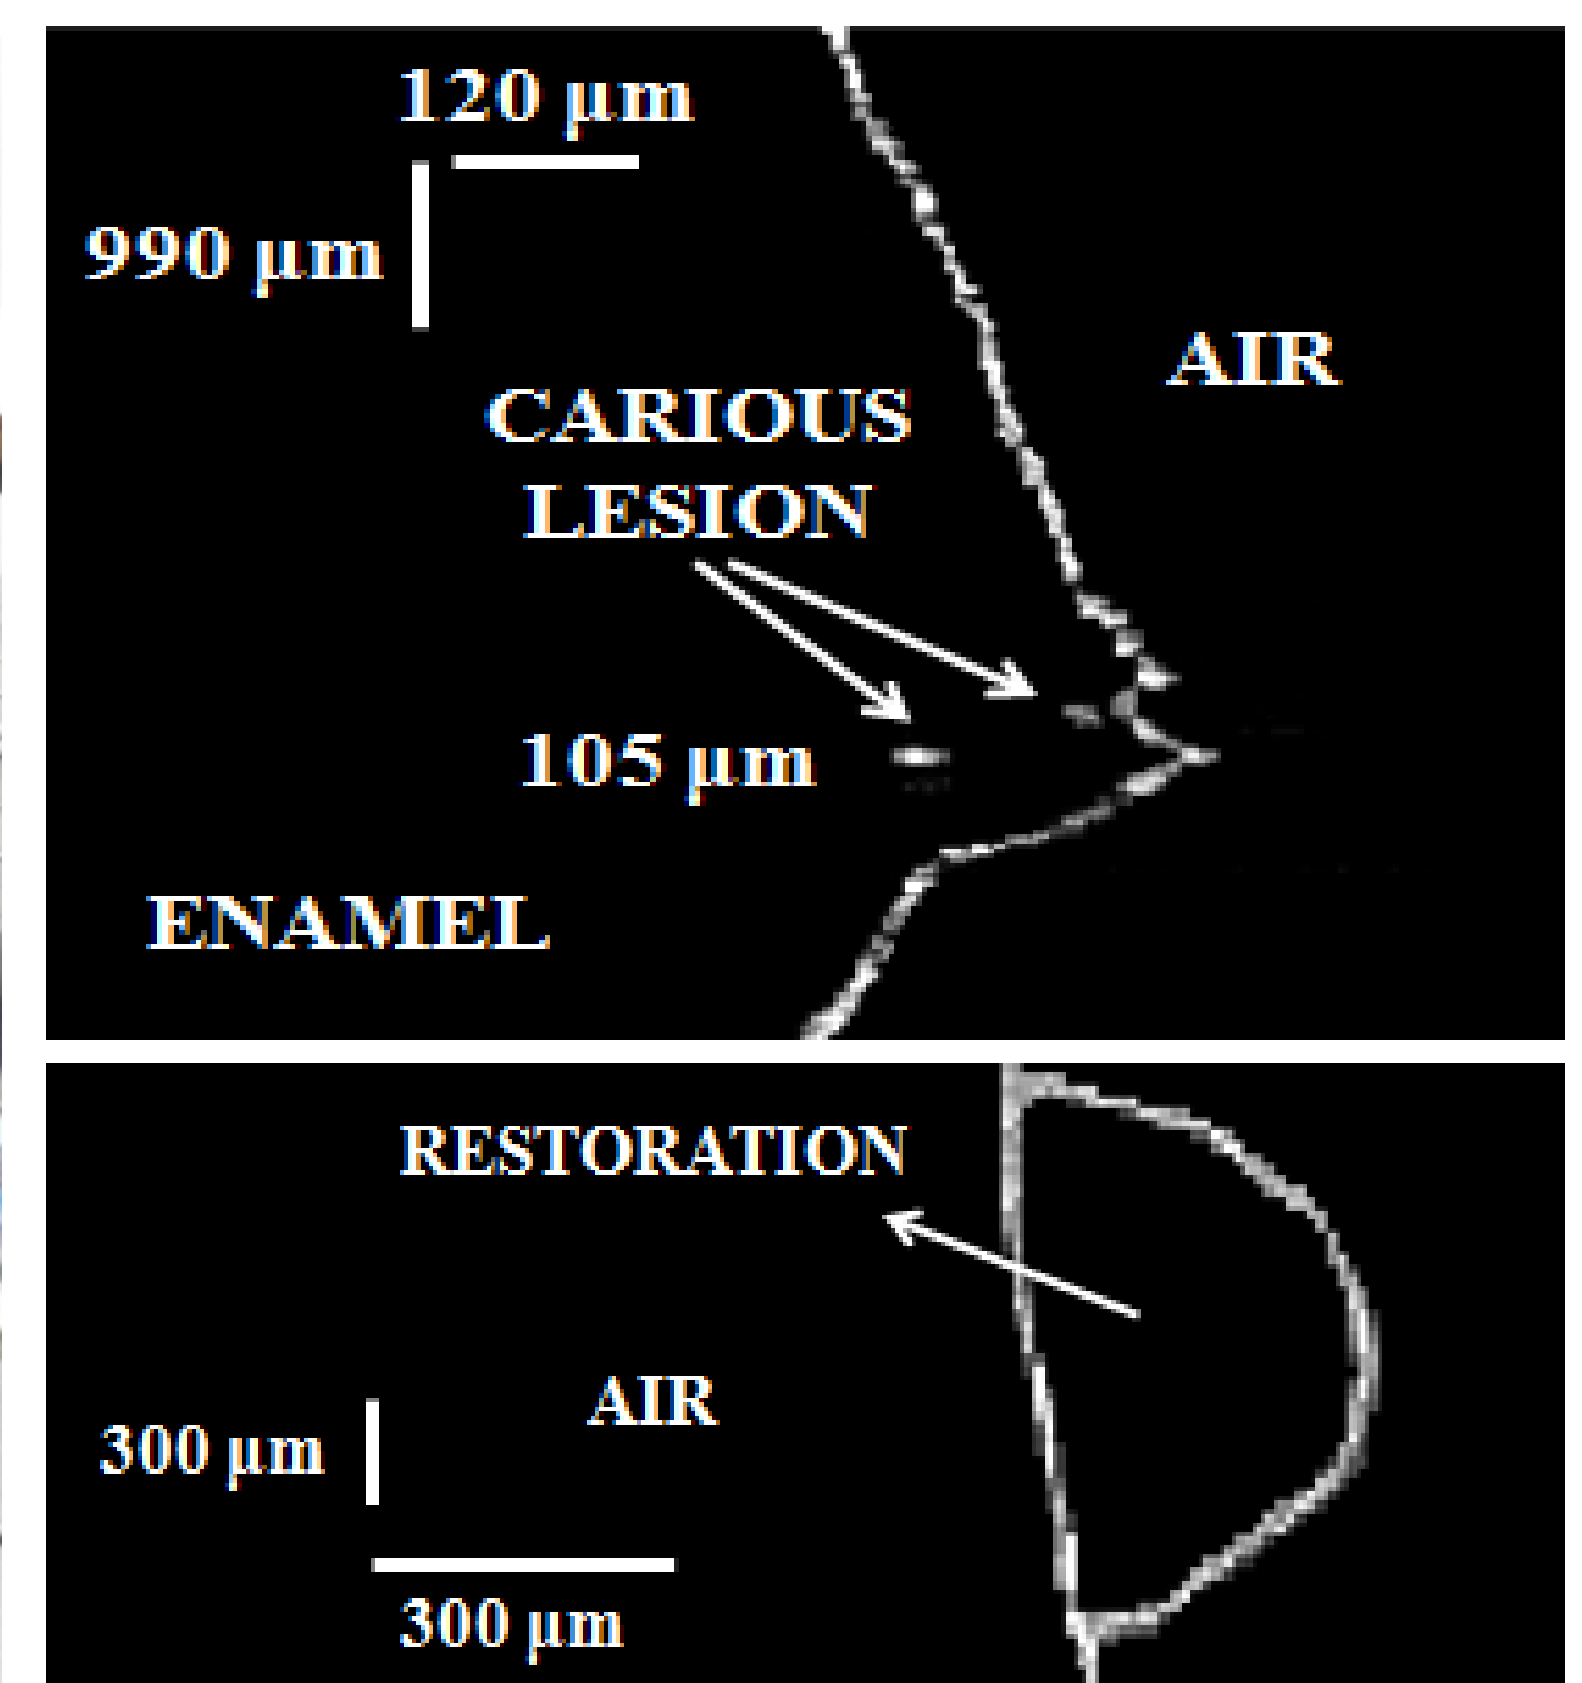 120 μm
990 μm
AIR
CARIOUS
LESION
105 μm
ENAMEL
RESTORATION
AIR
300 μm
300 μm